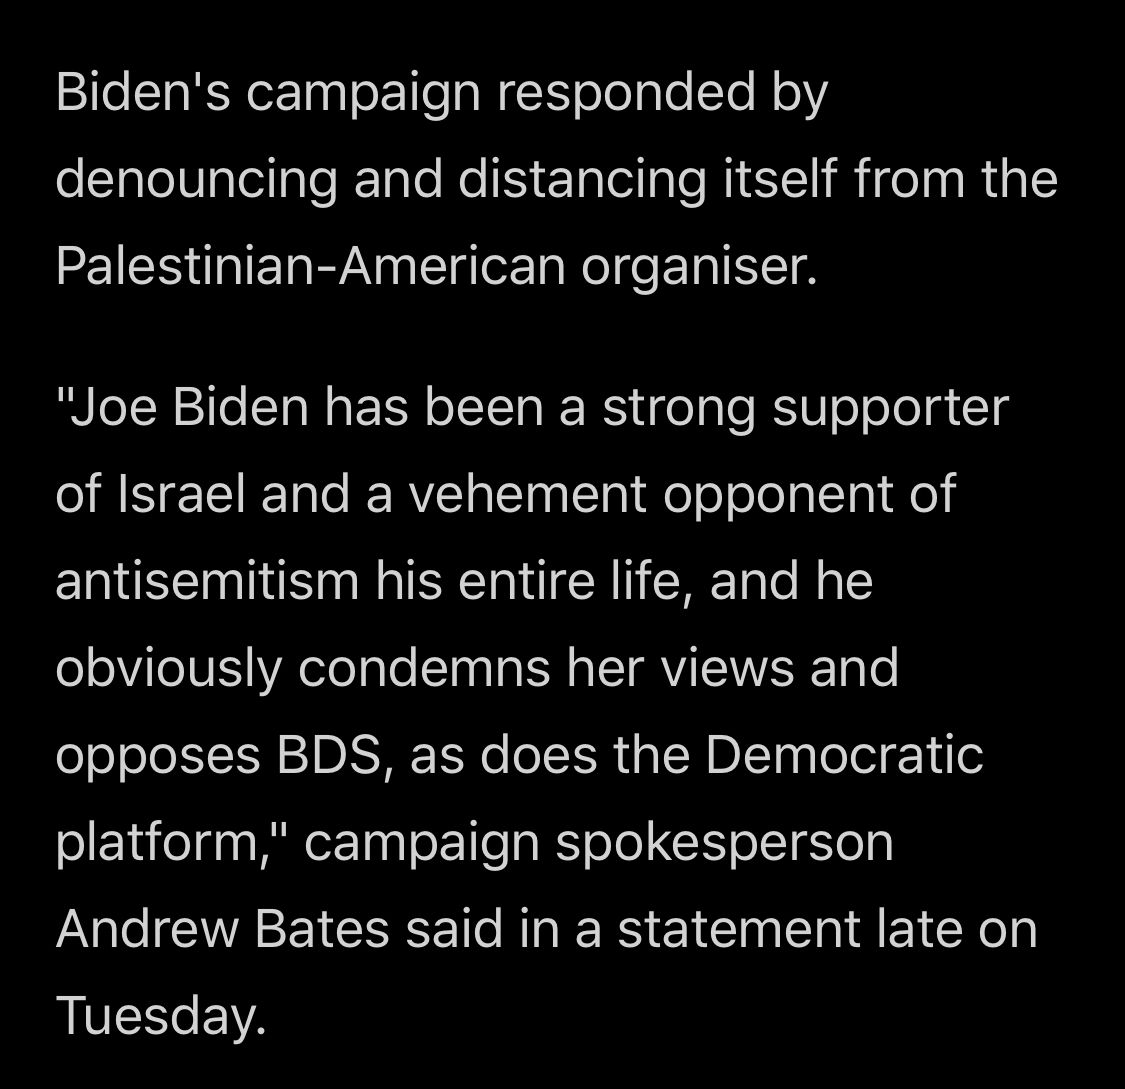 Biden's campaign responded by
denouncing and distancing itself from the
Palestinian-American organiser.
"Joe Biden has been a strong supporter
of Israel and a vehement opponent of
antisemitism his entire life, and he
obviously condemns her views and
opposes BDS, as does the Democratic
platform," campaign spokesperson
Andrew Bates said in a statement late on
Tuesday.